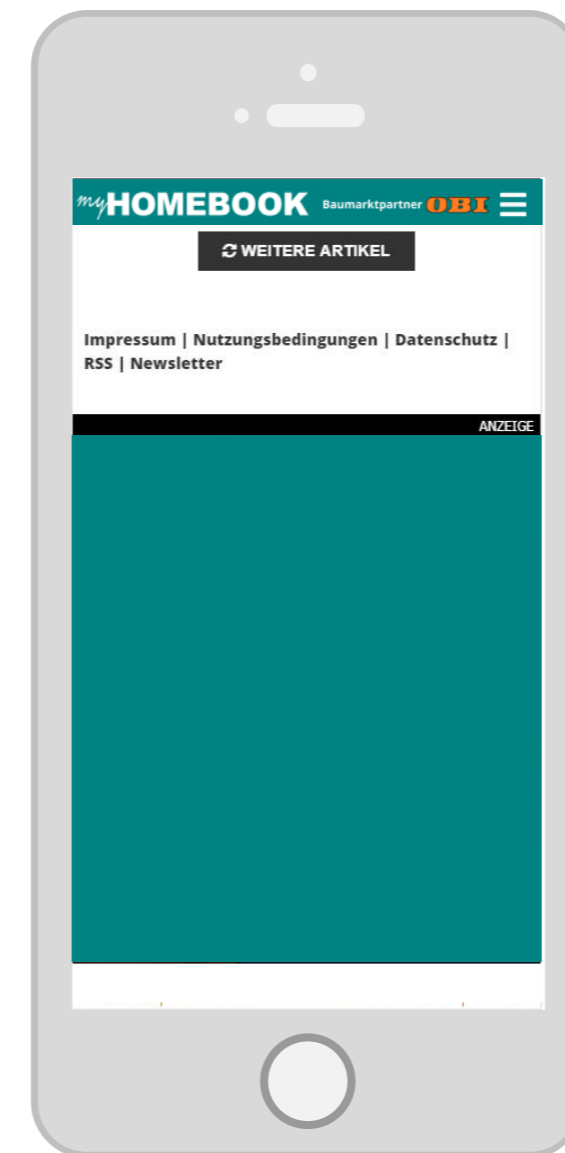 myHOMEBOOK Baumarktpartner OBI
WEITERE ARTIKEL
Impressum | Nutzungsbedingungen | Datenschutz |
RSS | Newsletter
ANZEIGE